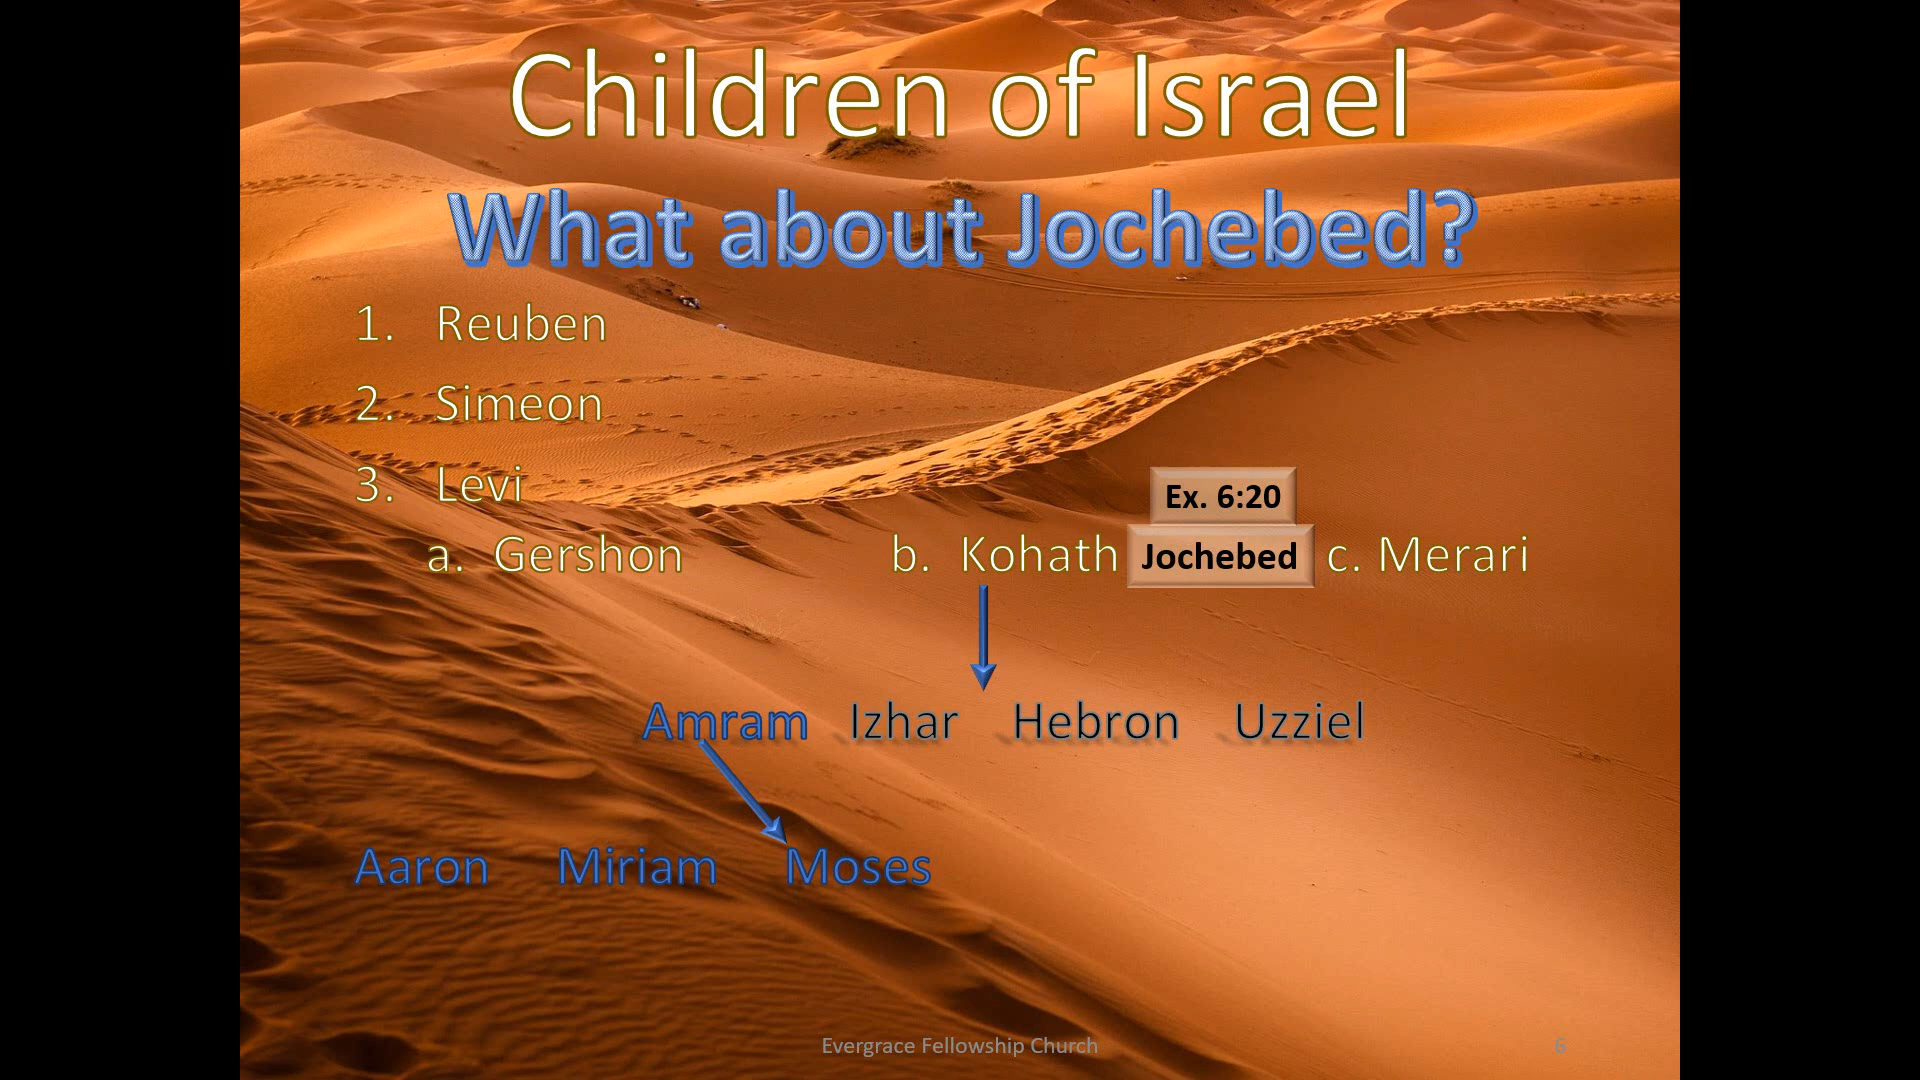 Children of Israel
What about Jochebed?
1. Reuben
2. Simeon
3. Levi
Ex. 6:20
a. Gershon b. Kohath Jochebed c. Merari
Amram Izhar Hebron Uzziel
Aaron Miriam Moses
Evergrace Fellowship Church 6